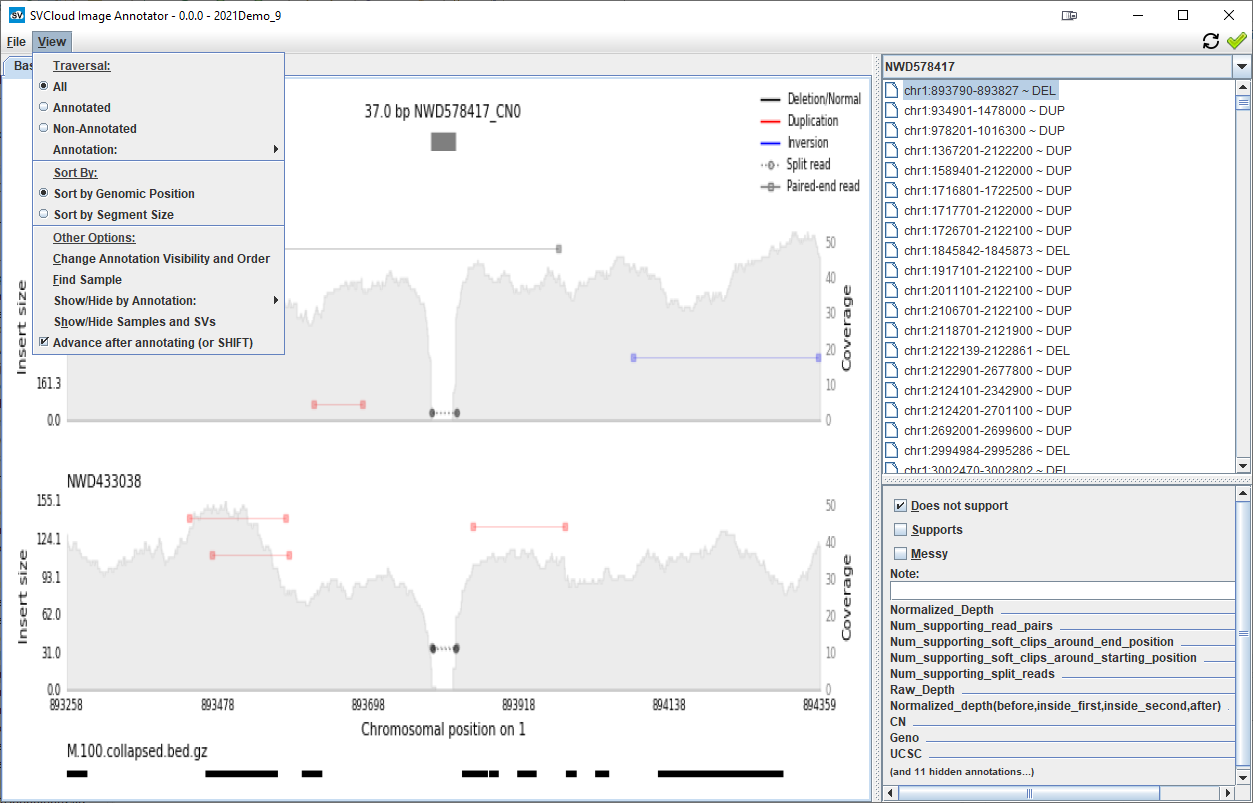 SVCloud Image Annotator - 0.0.0 - 2021Demo_9
File View
Traversal:
All
Annotated
Non-Annotated
Annotation:
Sort By:
Sort by Genomic Position
Sort by Segment Size
Other Options:
Change Annotation Visibility and Order
Find Sample
Show/Hide by Annotation:
Show/Hide Samples and SVs
Advance after annotating (or SHIFT)
37.0 bp NWD578417_CN0
Deletion/Normal
Duplication
Inversion
Split read
Paired-end read
50
40
30
20
10
0
Coverage
Insert size
161.3
0.0
NWD433038
155.1
124.1
93.1
62.0
31.0
0.0
Insert size
50
40
30
20
10
0
Coverage
893258 893478 893698 893918 894138 894359
Chromosomal position on 1
M.100.collapsed.bed.gz
NWD578417
chr1:893790-893827 ~ DEL
chr1:934901-1478000 ~ DUP
chr1:978201-1016300 ~ DUP
chr1:1367201-2122200 ~ DUP
chr1:1589401-2122000 ~ DUP
chr1:1716801-1722500 ~ DUP
chr1:1717701-2122000 ~ DUP
chr1:1726701-2122100 ~ DUP
chr1:1845842-1845873 ~ DEL
chr1:1917101-2122100 ~ DUP
chr1:2011101-2122100 ~ DUP
chr1:2106701-2122100 ~ DUP
chr1:2118701-2121900 ~ DUP
chr1:2122139-2122861 ~ DEL
chr1:2122901-2677800 ~ DUP
chr1:2124101-2342900 ~ DUP
chr1:2124201-2701100 ~ DUP
chr1:2692001-2699600 ~ DUP
chr1:2994984-2995286 ~ DEL
chr1:3002470-3002802 ~ DEL
Does not support
Supports
Messy
Note:
Normalized_Depth
Num_supporting_read_pairs
Num_supporting_soft_clips_around_end_position
Num_supporting_soft_clips_around_starting_position
Num_supporting_split_reads
Raw_Depth
Normalized_depth(before,inside_first,inside_second,after)
CN
Geno
UCSC
(and 11 hidden annotations...)